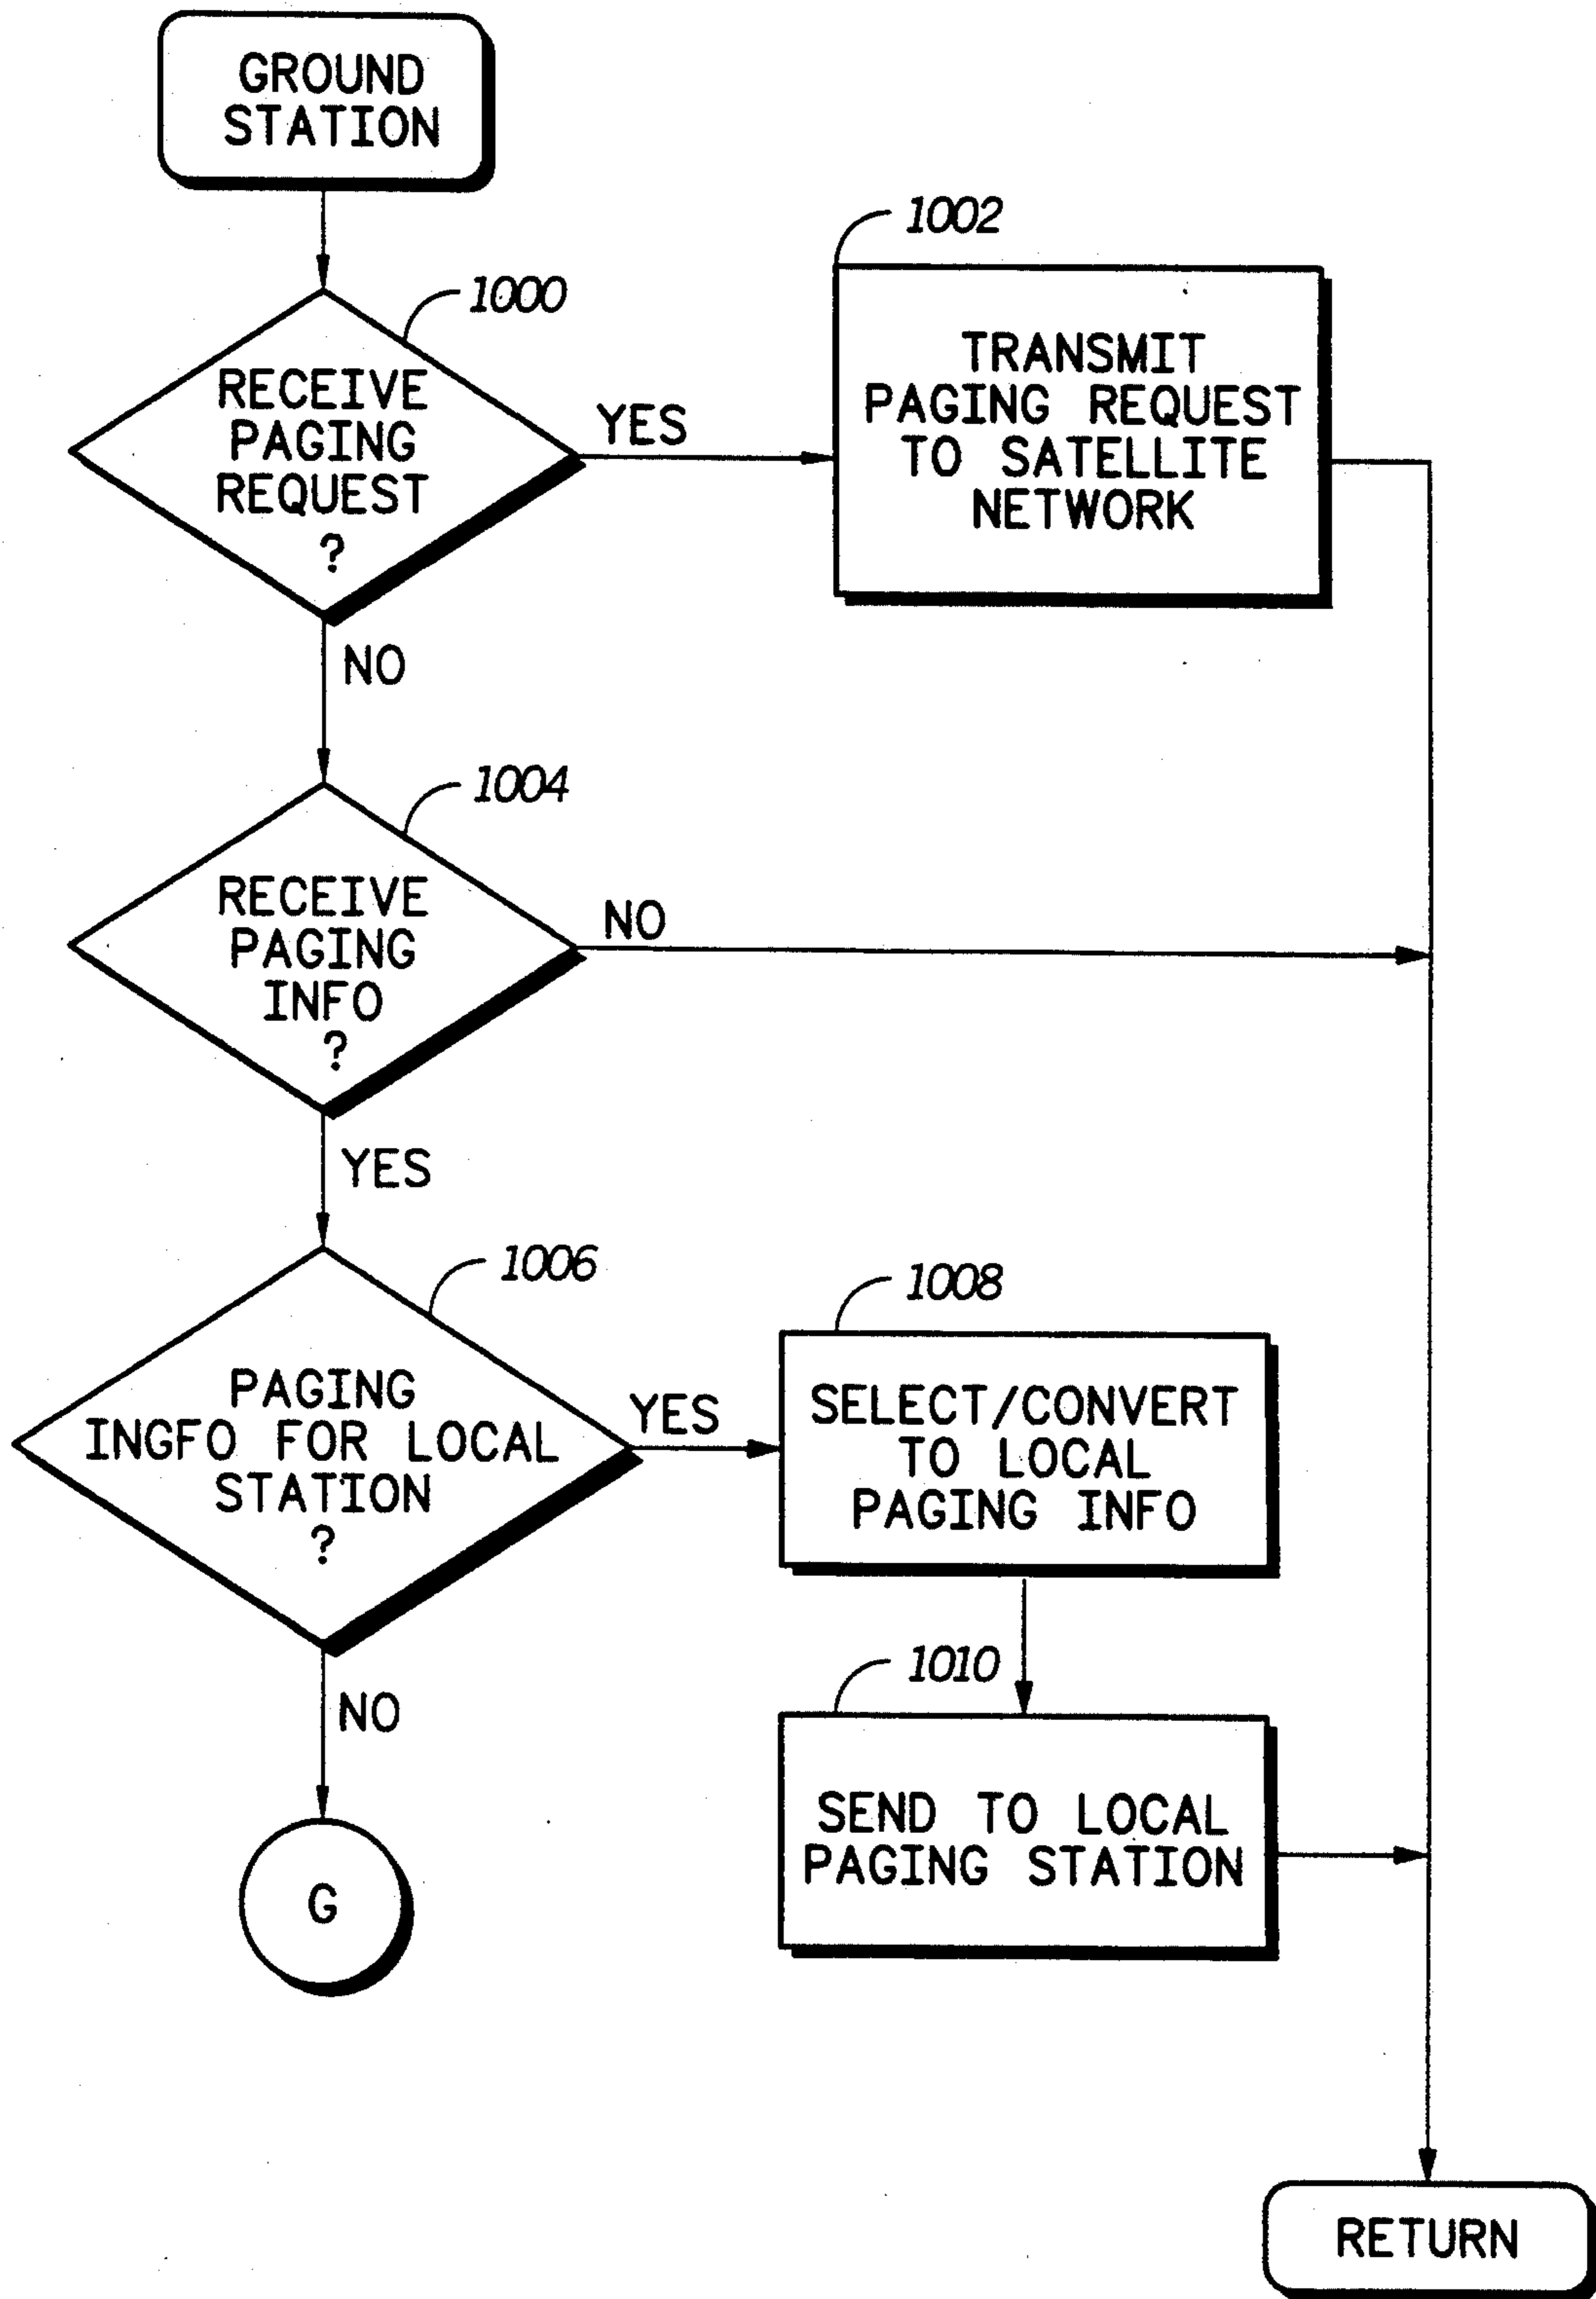 GROUND
STATION
1000
RECEIVE
PAGING
REQUEST
?
YES
1002
TRANSMIT
PAGING REQUEST
TO SATELLITE
NETWORK
NO
1004
RECEIVE
PAGING
INFO
?
NO
YES
1006
PAGING
INGFO FOR LOCAL
STATION
?
YES
1008
SELECT/CONVERT
TO LOCAL
PAGING INFO
1010
SEND TO LOCAL
PAGING STATION
NO
G
RETURN